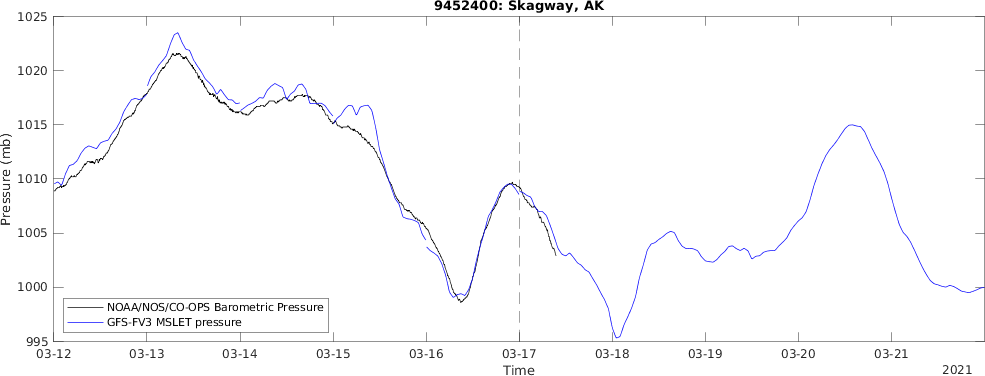 9452400: Skagway, AK
1025
1020
1015
1010
1005
1000
995
Pressure (mb)
NOAA/NOS/CO-OPS Barometric Pressure
GFS-FV3 MSLET pressure
03-12 03-13 03-14 03-15 03-16 03-17 03-18 03-19 03-20 03-21
Time
2021